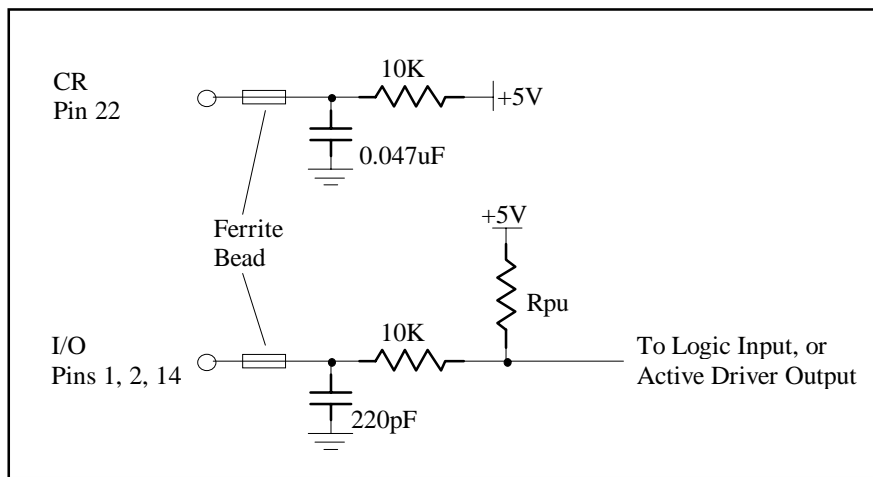 CR
Pin 22
10K
+5V
0.047uF
Ferrite
Bead
+5V
Rpu
I/O
Pins 1, 2, 14
10K
220pF
To Logic Input, or
Active Driver Output